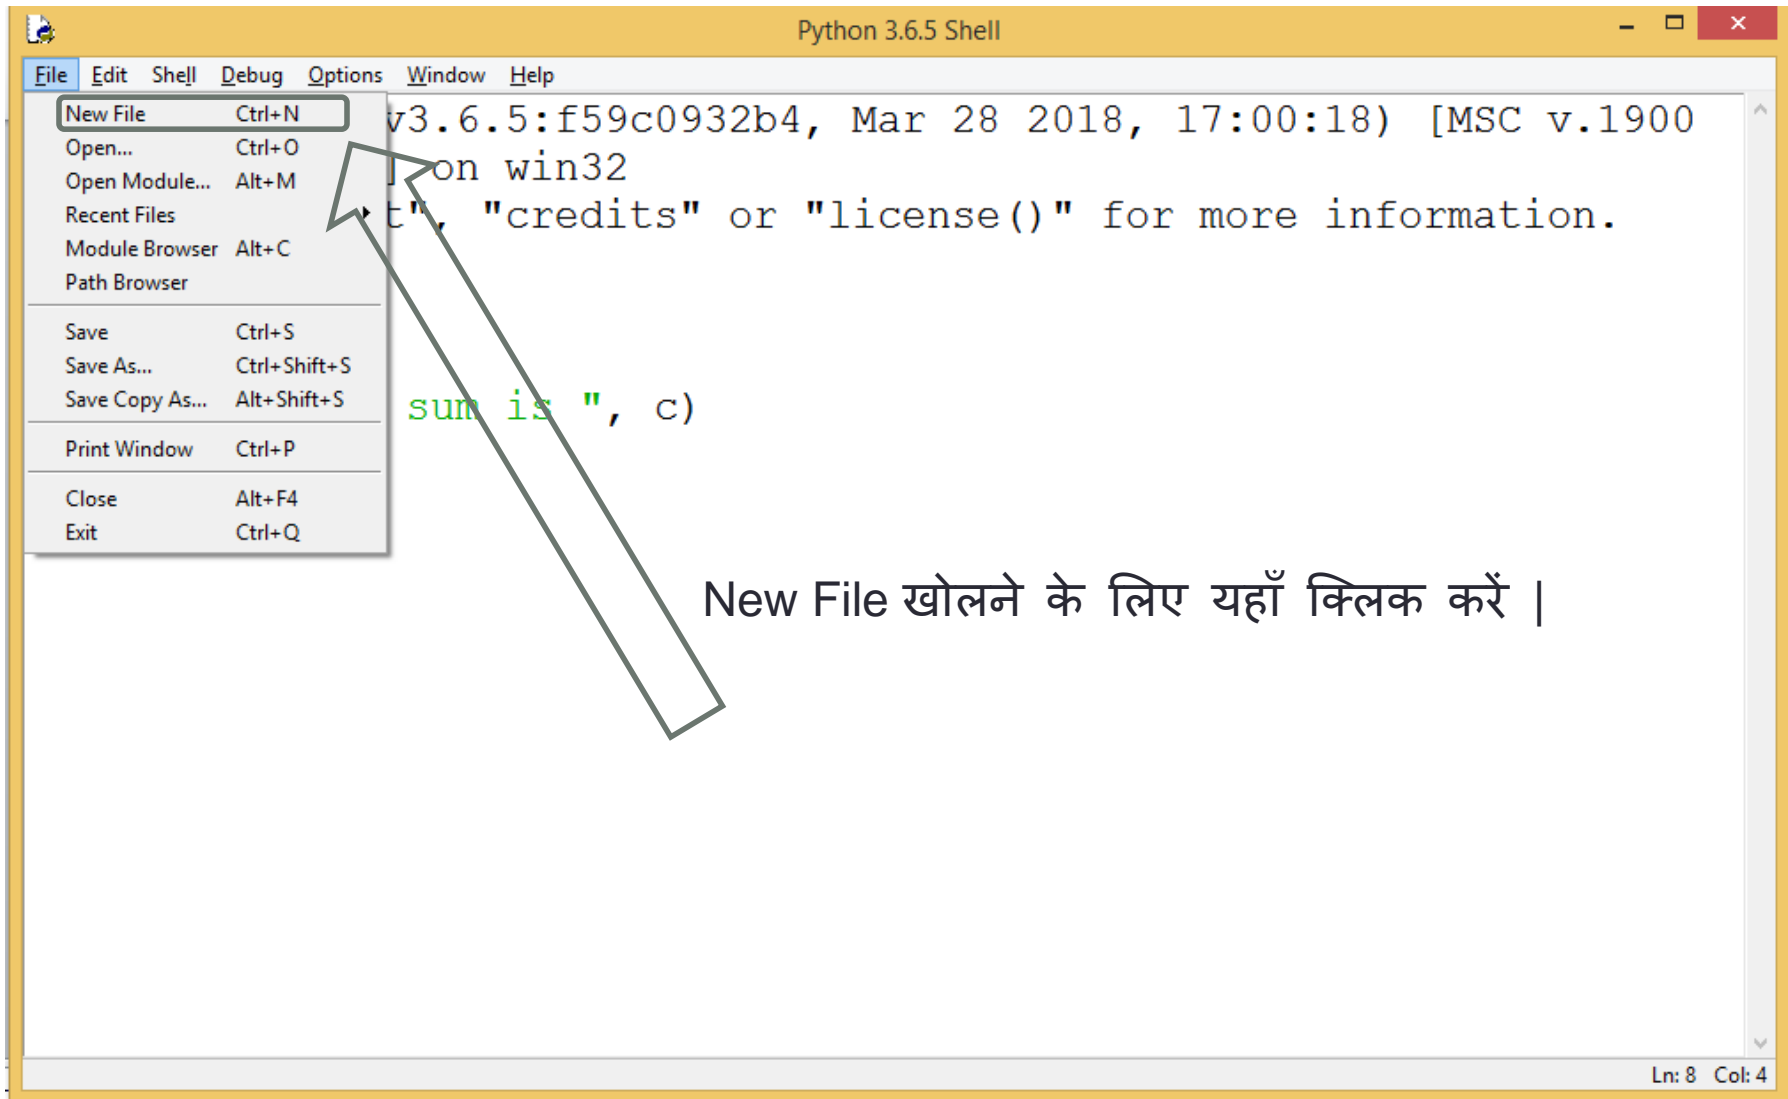 Python 3.6.5 Shell
File Edit Shell Debug Options Window Help
New File Ctrl+N
Open... Ctrl+O
Open Module... Alt+M
Recent Files
Module Browser Alt+C
Path Browser
Save Ctrl+S
Save As... Ctrl+Shift+S
Save Copy As... Alt+Shift+S
Print Window Ctrl+P
Close Alt+F4
Exit Ctrl+Q
v3.6.5:f59c0932b4, Mar 28 2018, 17:00:18) [MSC v.1900
] on win32
t", "credits" or "license()" for more information.
sum is ", c)
New File खोलने के लिए यहाँ क्लिक करें |
Ln: 8 Col: 4